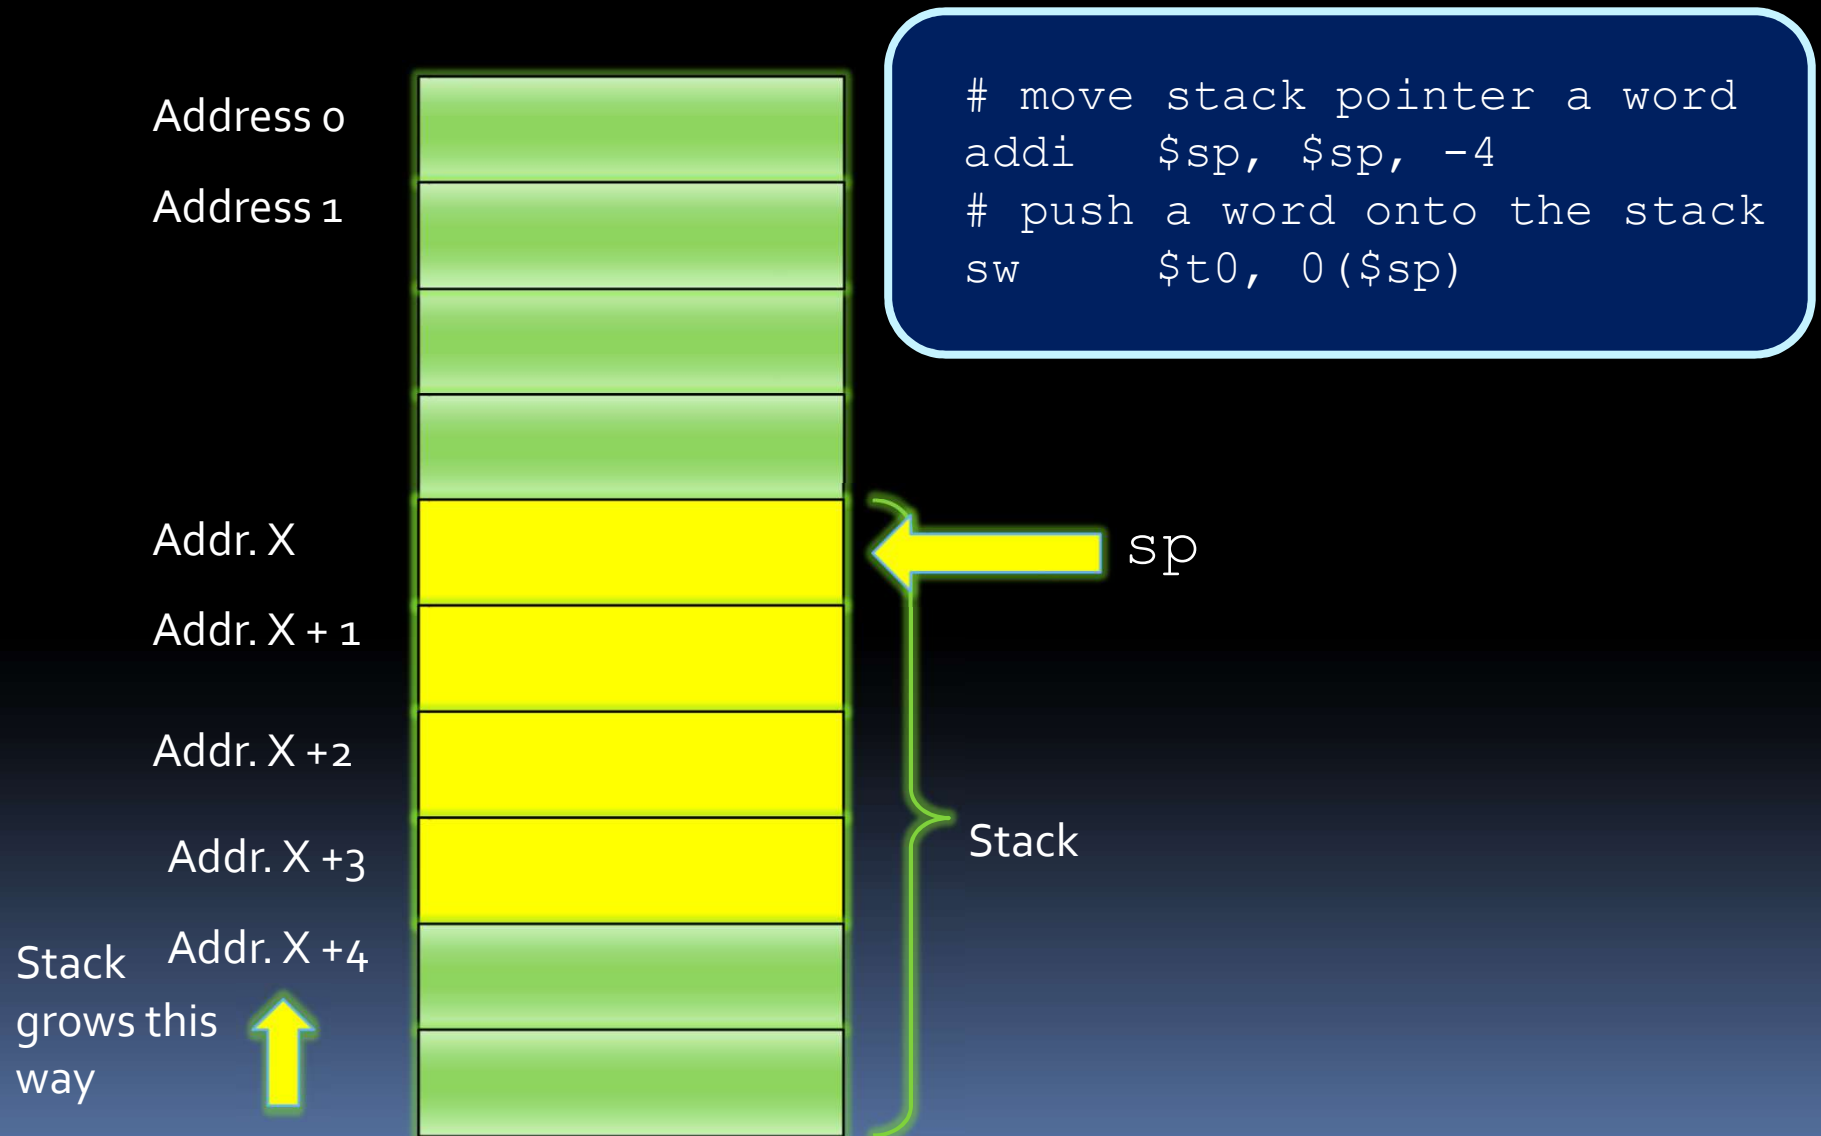 Address 0
Address 1
Addr. X
Addr. X + 1
Addr. X +2
Addr. X +3
Addr. X +4
Stack
grows this
way
# move stack pointer a word
addi $sp, $sp, -4
# push a word onto the stack
sw $t0, 0($sp)
sp
Stack